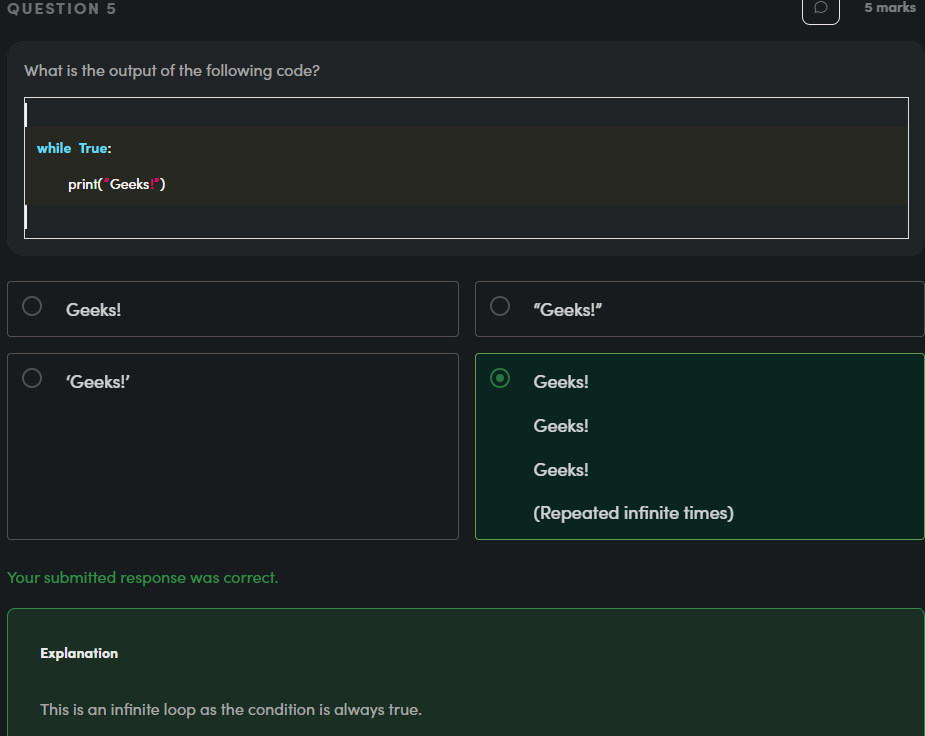 QUESTION 5
5 marks
What is the output of the following code?
while True:
print(“Geeks!”)
Geeks!
“Geeks!”
‘Geeks!’
Geeks!
Geeks!
Geeks!
(Repeated infinite times)
Your submitted response was correct.
Explanation
This is an infinite loop as the condition is always true.